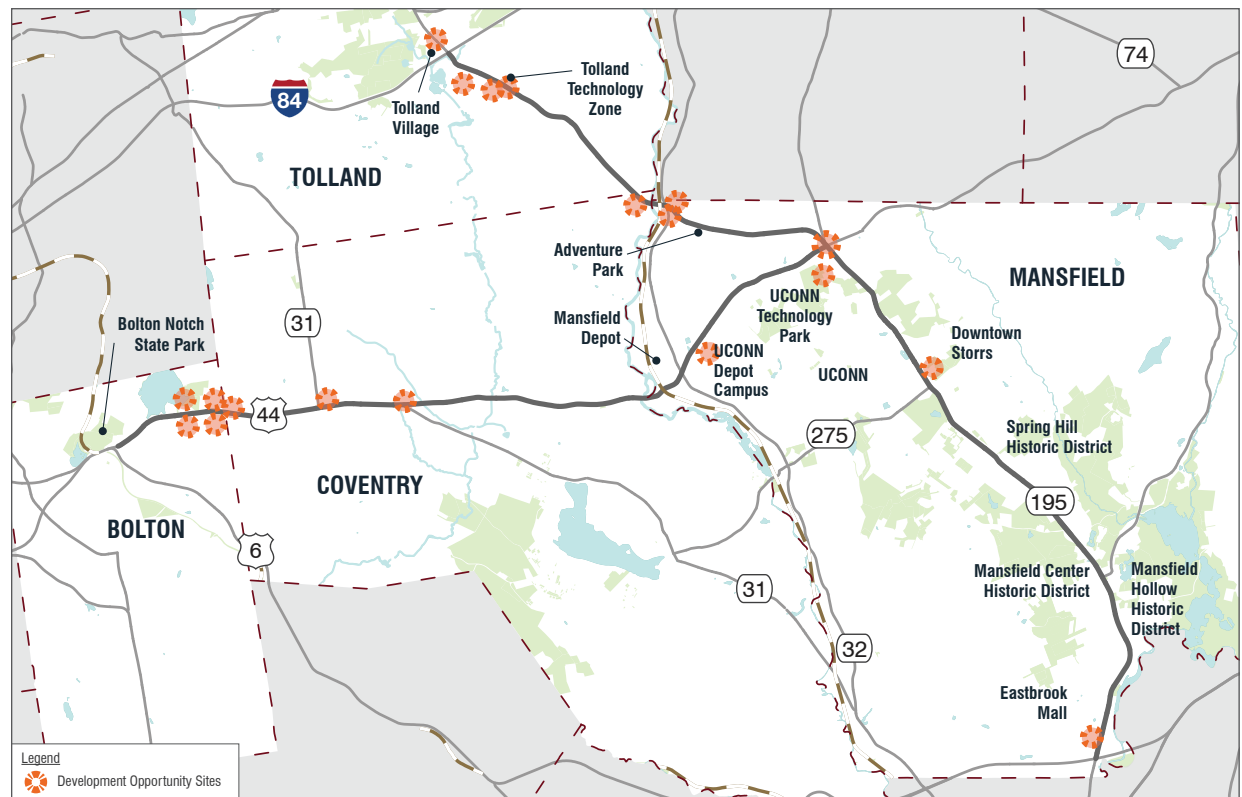 74
84
Tolland
Village
Tolland
Technology
Zone
TOLLAND
Adventure
Park
MANSFIELD
Bolton Notch
State Park
31
Mansfield
Depot
UCONN
Technology
Park
Downtown
Storrs
UCONN
Depot
Campus
UCONN
44
275
Spring Hill
Historic District
COVENTRY
195
BOLTON
6
Mansfield Center
Historic District
Mansfield
Hollow
Historic
District
31
32
Eastbrook
Mall
Legend
Development Opportunity Sites